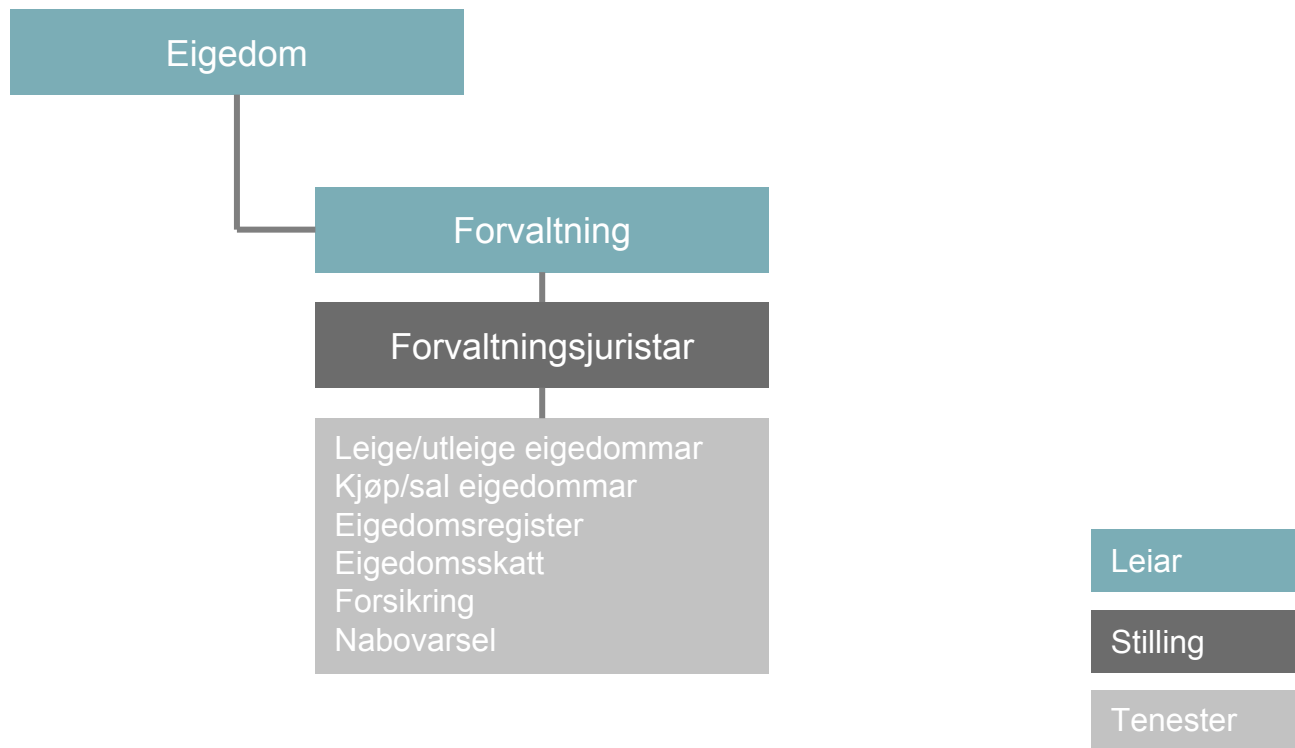 Eigedom
Forvaltning
Forvaltningsjuristar
Leige/utleige eigedommar
Kjøp/sal eigedommar
Eigedomsregister
Eigedomsskatt
Forsikring
Nabovarsel
Leiar
Stilling
Tenester